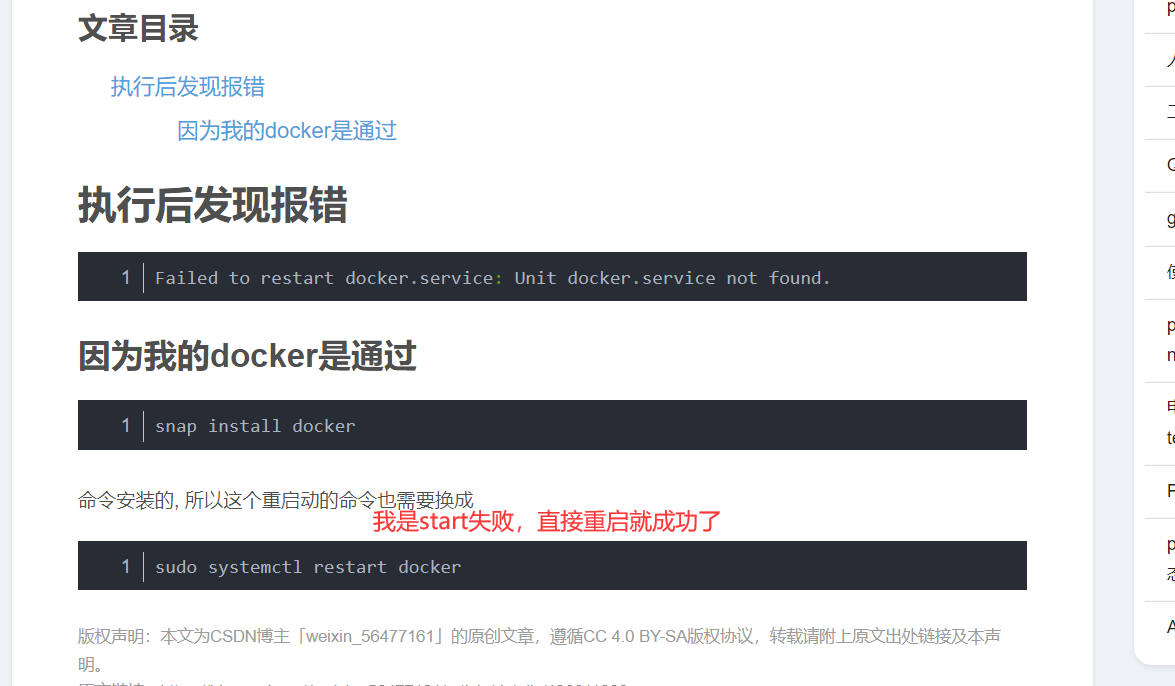 文章目录
执行后发现报错
因为我的docker是通过
执行后发现报错
1 Failed to restart docker.service: Unit docker.service not found.
因为我的docker是通过
1 snap install docker
命令安装的, 所以这个重启动的命令也需要换成
我是start失败，直接重启就成功了
1 sudo systemctl restart docker
版权声明：本文为CSDN博主「weixin_56477161」的原创文章，遵循CC 4.0 BY-SA版权协议，转载请附上原文出处链接及本声
明。